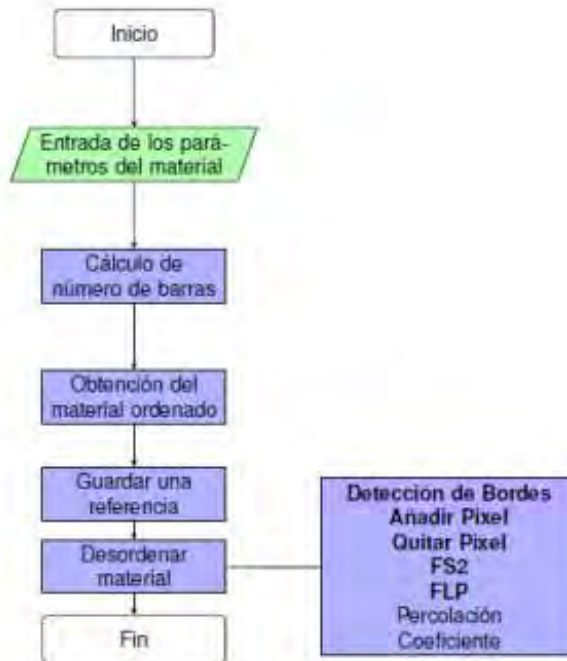 Inicio
Entrada de los pará-
metros del material
Cálculo de
número de barras
Obtención del
material ordenado
Guardar una
referencia
Desordenar
material
Fin
Detección de Bordes
Añadir Pixel
Quitar Pixel
FS2
FLP
Percolación
Coeficiente